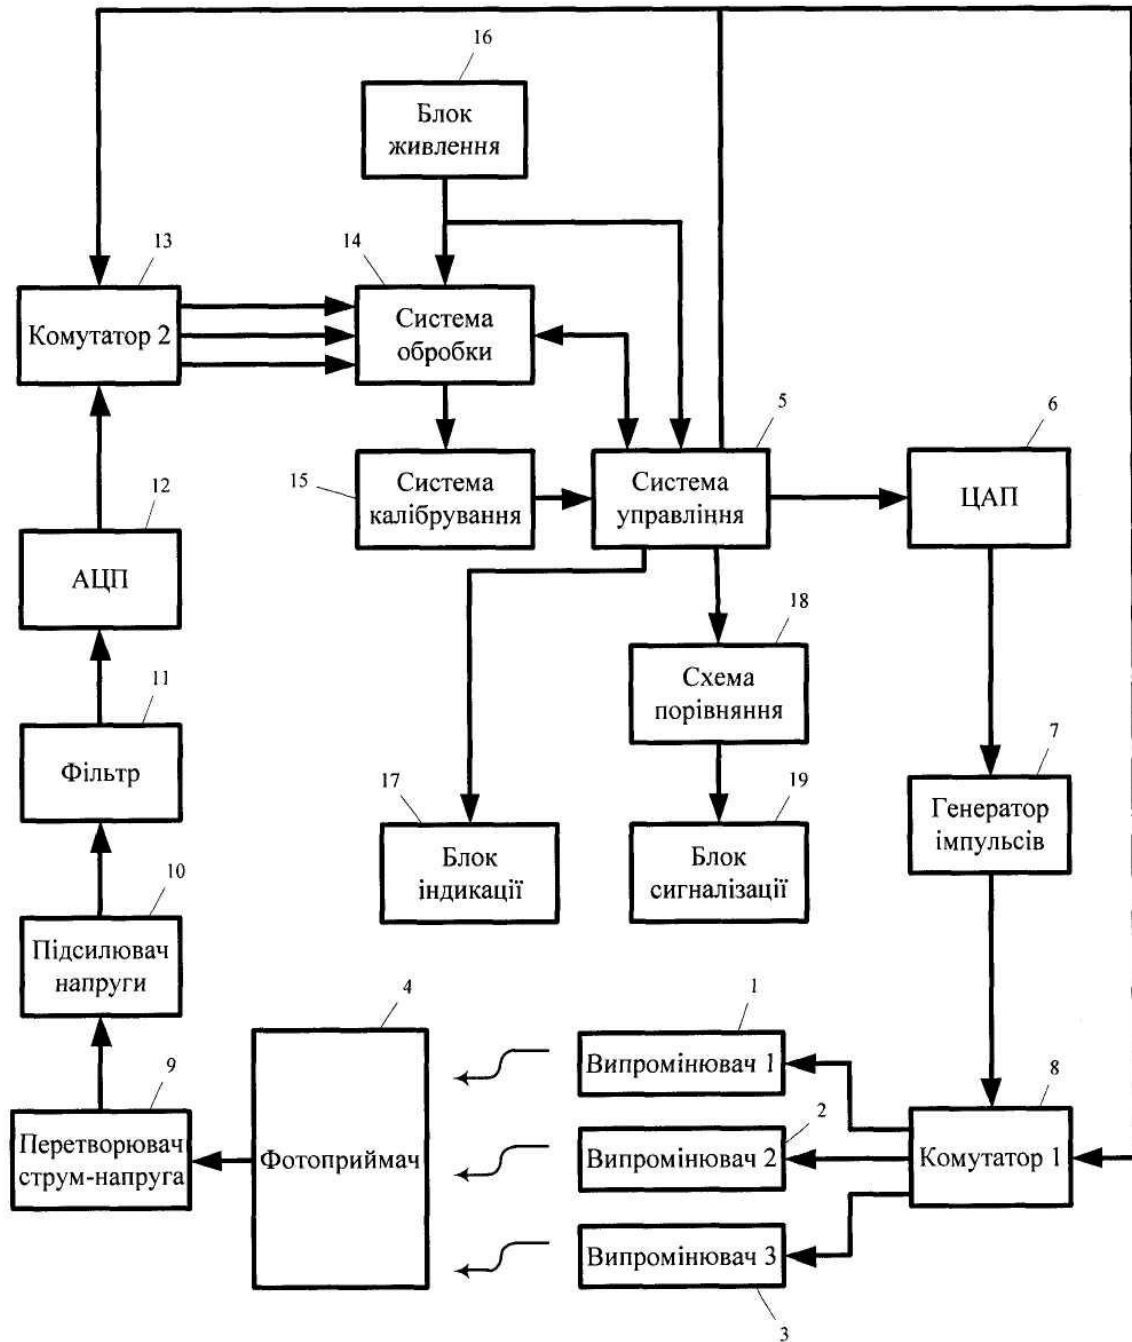 16
Блок
живлення
13
14
Комутатор 2
Система
обробки
5
6
15
Система
калібрування
Система
управління
ЦАП
12
АЦП
18
Схема
порівняння
11
Фільтр
17
19
7
Блок
індикації
Блок
сигналізації
Генератор
імпульсів
10
Підсилювач
напруги
4
1
Випромінювач 1
8
9
2
Перетворювач
струм-напруга
Фотоприймач
Випромінювач 2
Комутатор 1
Випромінювач 3
3